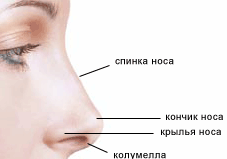 спинка носа
кончик носа
крылья носа
колумелла